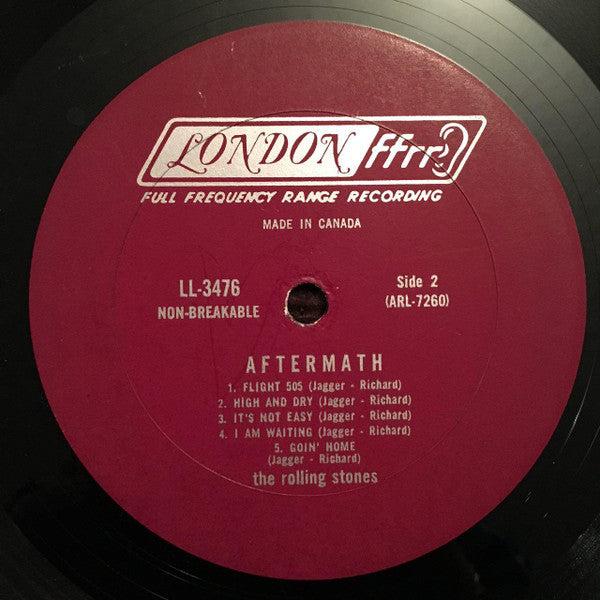 LONDON ffrr
FULL FREQUENCY RANGE RECORDING
MADE IN CANADA
LL-3476
NON-BREAKABLE
Side 2
(ARL-7260)
AFTERMATH
1. FLIGHT 505 (Jagger - Richard)
2. HIGH AND DRY (Jagger - Richard)
3. IT'S NOT EASY (Jagger - Richard)
4. I AM WAITING (Jagger - Richard)
5. GOIN' HOME
(Jagger - Richard)
the rolling stones